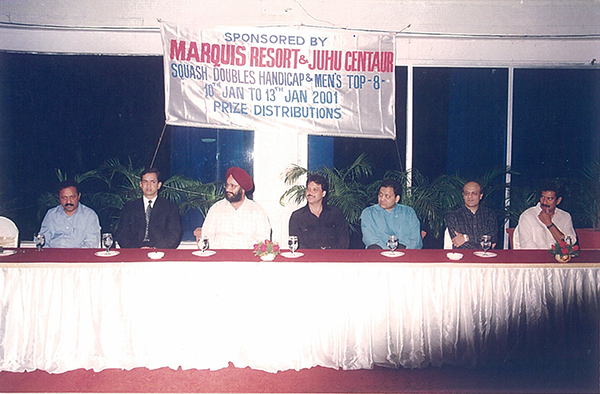 SPONSORED BY
MARQUIS RESORT & JUHU CENTAUR
SQUASH DOUBLES HANDICAP & MEN'S TOP-8-
10TH JAN TO 13TH JAN 2001
PRIZE DISTRIBUTIONS